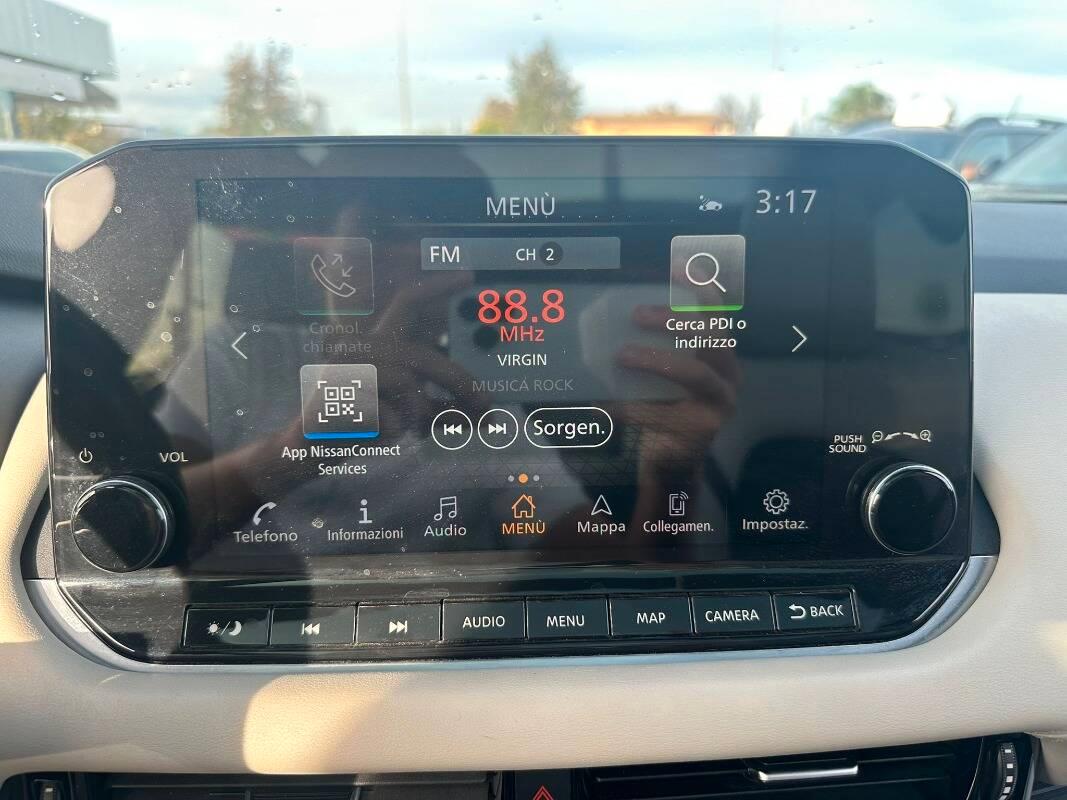 MENÙ
3:17
FM CH 2
88.8
MHz
VIRGIN
MUSICA ROCK
Cronol.
chiamate
Cerca PDI o
indirizzo
App NissanConnect
Services
Sorgen.
VOL
PUSH
SOUND
Telefono
Informazioni
Audio
MENÙ
Mappa
Collegamen.
Impostaz.
AUDIO
MENU
MAP
CAMERA
BACK